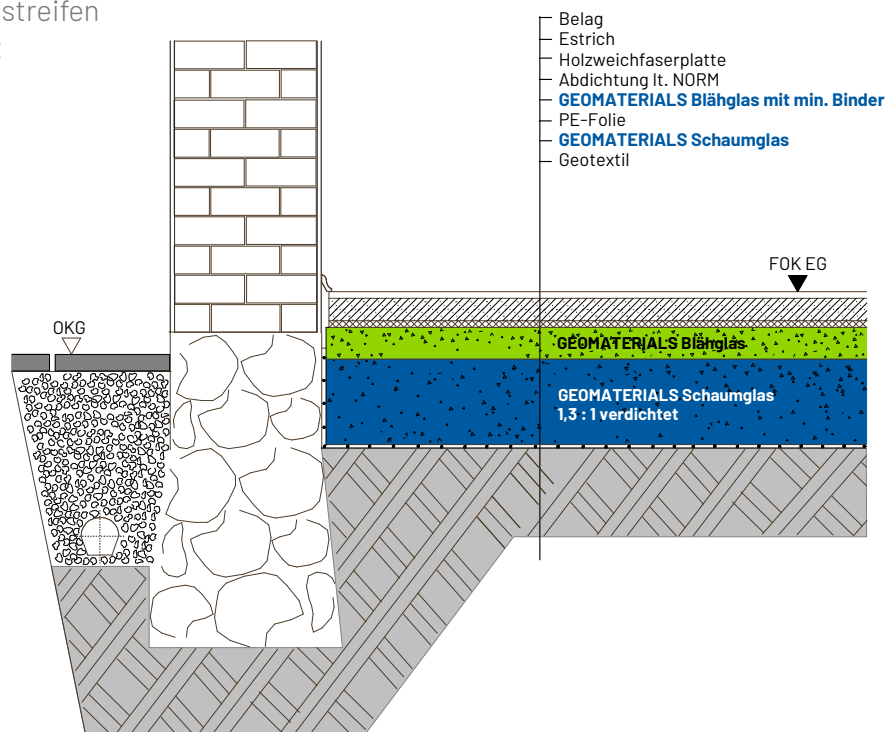 streifen
Belag
Estrich
Holzweichfaserplatte
Abdichtung lt. NORM
GEOMATERIALS Blähglas mit min. Binder
PE-Folie
GEOMATERIALS Schaumglas
Geotextil
FOK EG
OKG
GEOMATERIALS Blähglas
GEOMATERIALS Schaumglas
1,3 : 1 verdichtet